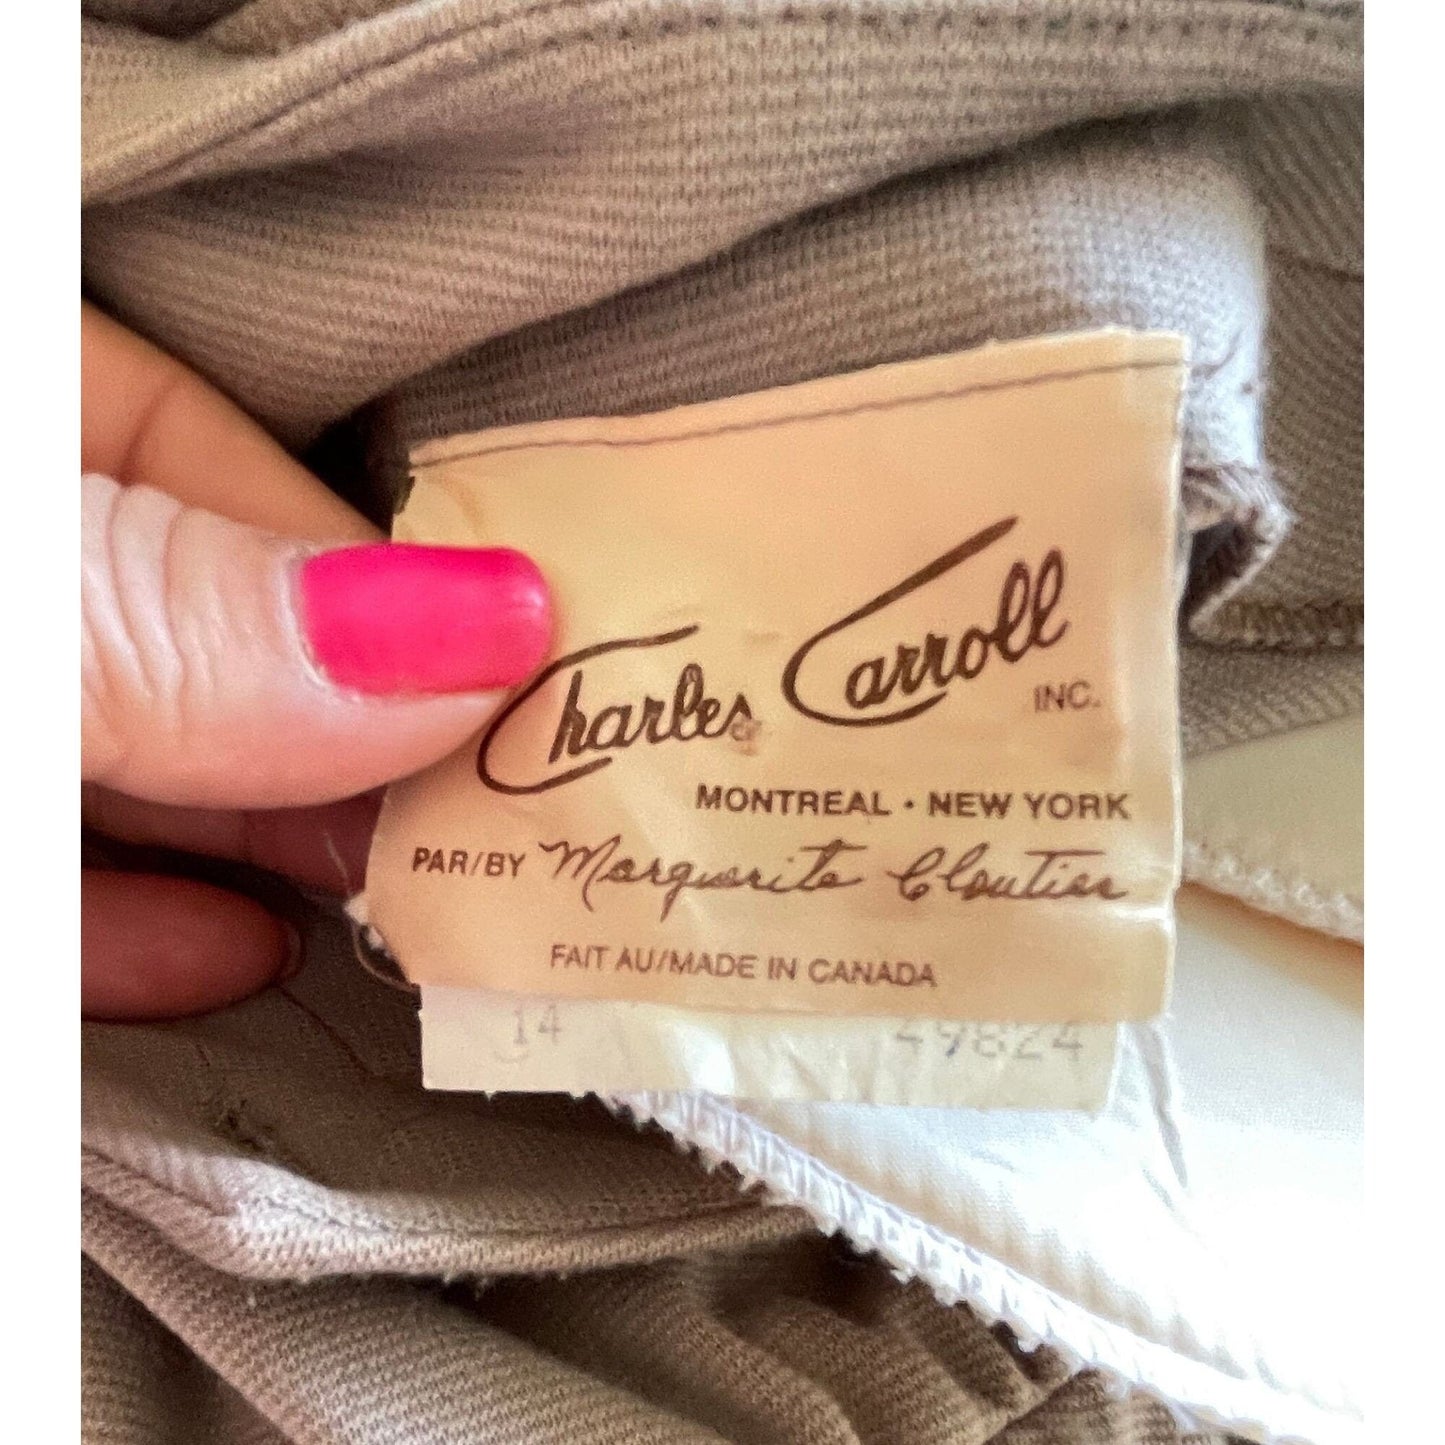 Charles Carroll
INC.
MONTREAL • NEW YORK
PAR/BY Marguerite Cloutier
FAIT AU/MADE IN CANADA
14 49824